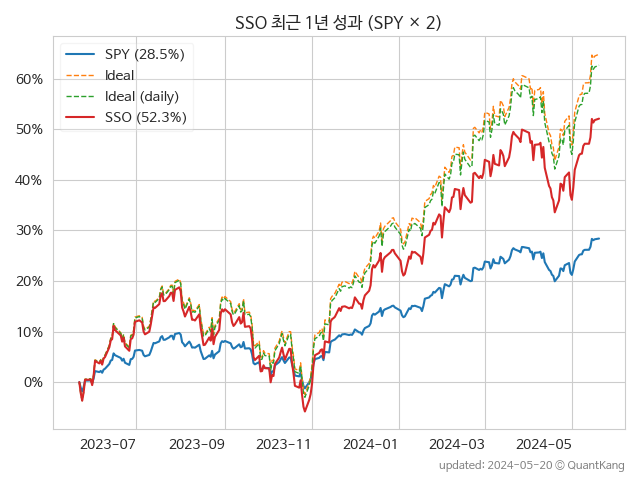 SSO 최근 1년 성과 (SPY × 2)
SPY (28.5%)
Ideal
Ideal (daily)
SSO (52.3%)
60%
50%
40%
30%
20%
10%
0%
2023-07 2023-09 2023-11 2024-01 2024-03 2024-05
updated: 2024-05-20 © QuantKang